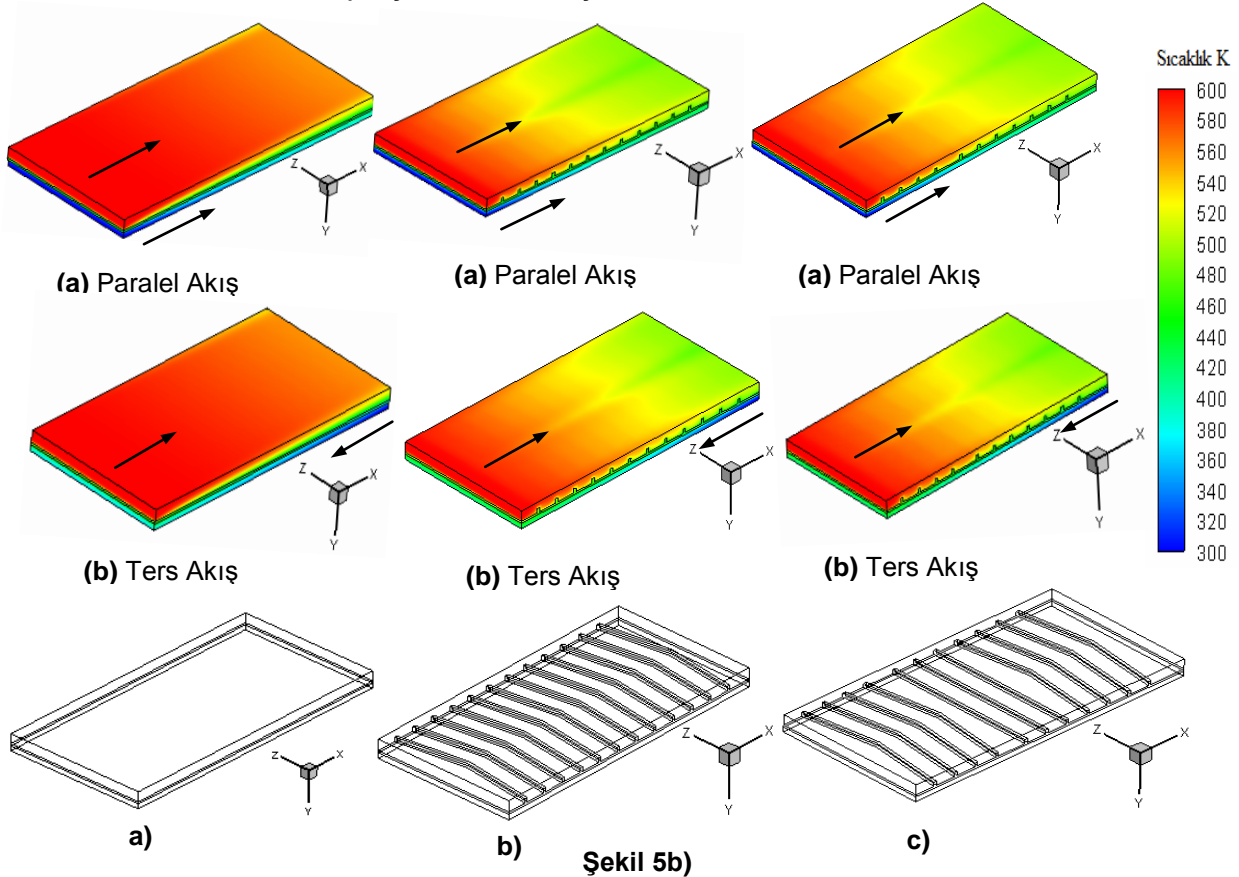 Sıcaklık K
600
580
560
540
520
500
480
460
440
420
400
380
360
340
320
300
Z X Y
Z X Y
Z X Y
(a) Paralel Akış
(a) Paralel Akış
(a) Paralel Akış
Z X Y
Z X Y
Z X Y
(b) Ters Akış
(b) Ters Akış
(b) Ters Akış
Z X Y
Z X Y
Z X Y
a)
b)
c)
Şekil 5b)